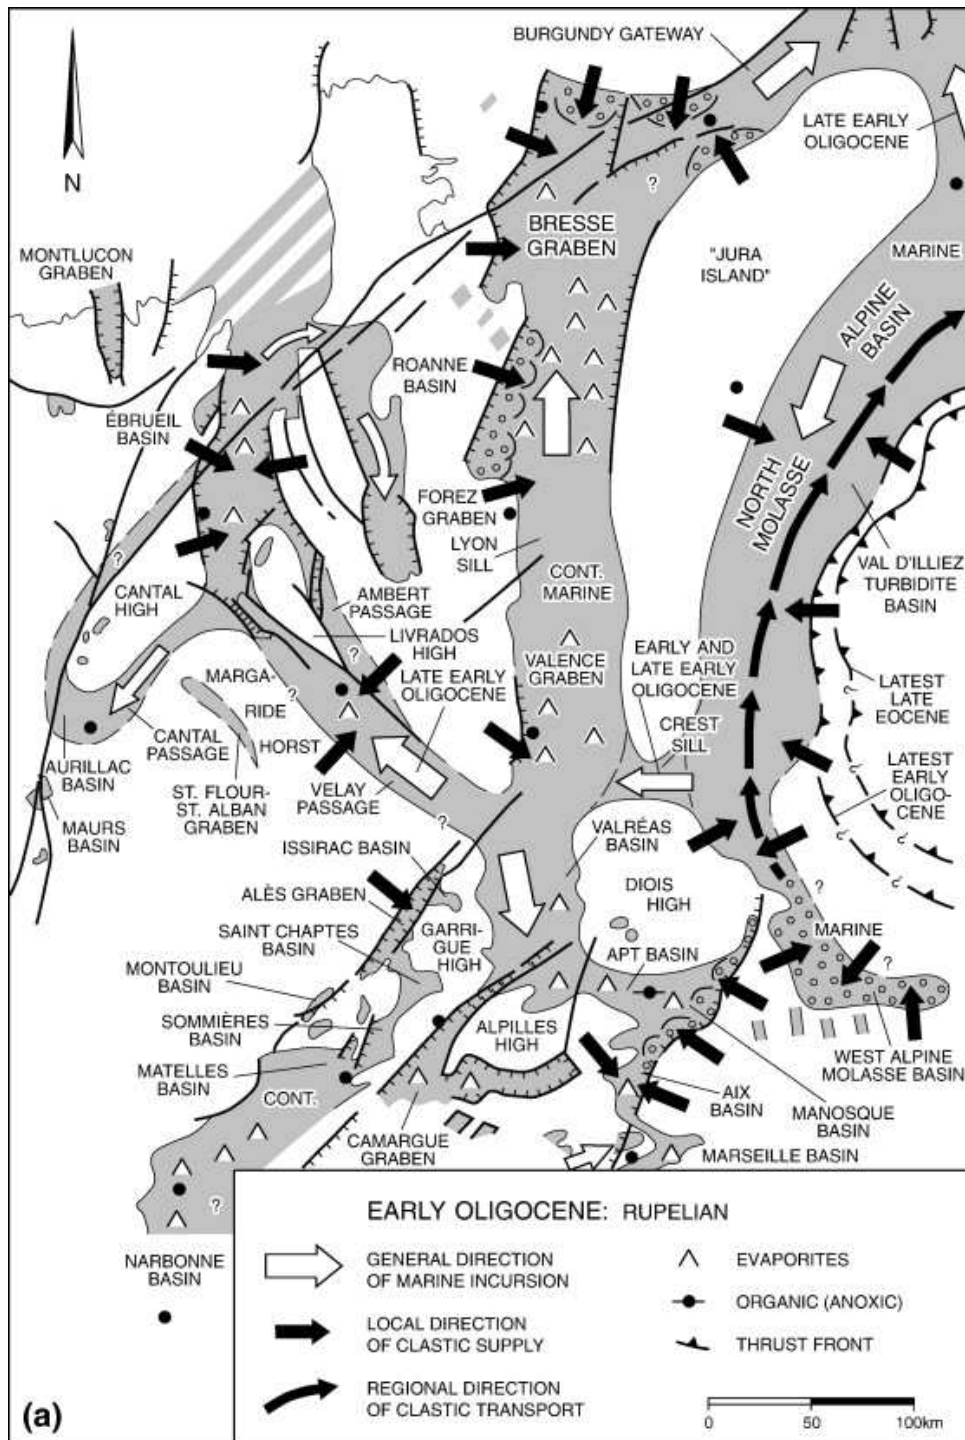 BURGUNDY GATEWAY
LATE EARLY
OLIGOCENE
N
?
?
BRESSE
GRABEN
MONTLUCON
GRABEN
"JURA
ISLAND"
MARINE
ALPINE
BASIN
ROANNE
BASIN
ÉBRUEIL
BASIN
NORTH
MOLASSE
FOREZ
GRABEN
LYON
SILL
?
VAL D'ILLIEZ
TURBIDITE
BASIN
CONT.
MARINE
CANTAL
HIGH
AMBERT
PASSAGE
LIVRADOS
HIGH
EARLY AND
LATE EARLY
OLIGOCENE
VALENCE
GRABEN
LATE EARLY
OLIGOCENE
MARGA-
RIDE
HORST
?
?
LATEST
LATE
EOCENE
CREST
SILL
CANTAL
PASSAGE
AURILLAC
BASIN
ST. FLOUR-
ST. ALBAN
GRABEN
VELAY
PASSAGE
LATEST
EARLY
OLIGO-
CENE
MAURS
BASIN
?
VALRÉAS
BASIN
ISSIRAC BASIN
ALÈS GRABEN
DIOIS
HIGH
?
SAINT CHAPTES
BASIN
GARRI-
GUE
HIGH
MARINE
APT BASIN
?
MONTOULIEU
BASIN
SOMMIÈRES
BASIN
ALPILLES
HIGH
WEST ALPINE
MOLASSE BASIN
MATELLES
BASIN
CONT.
AIX
BASIN
MANOSQUE
BASIN
CAMARGUE
GRABEN
MARSEILLE BASIN
?
NARBONNE
BASIN
EARLY OLIGOCENE: RUPELIAN
GENERAL DIRECTION
OF MARINE INCURSION
EVAPORITES
LOCAL DIRECTION
OF CLASTIC SUPPLY
ORGANIC (ANOXIC)
THRUST FRONT
REGIONAL DIRECTION
OF CLASTIC TRANSPORT
0 50 100km
(a)